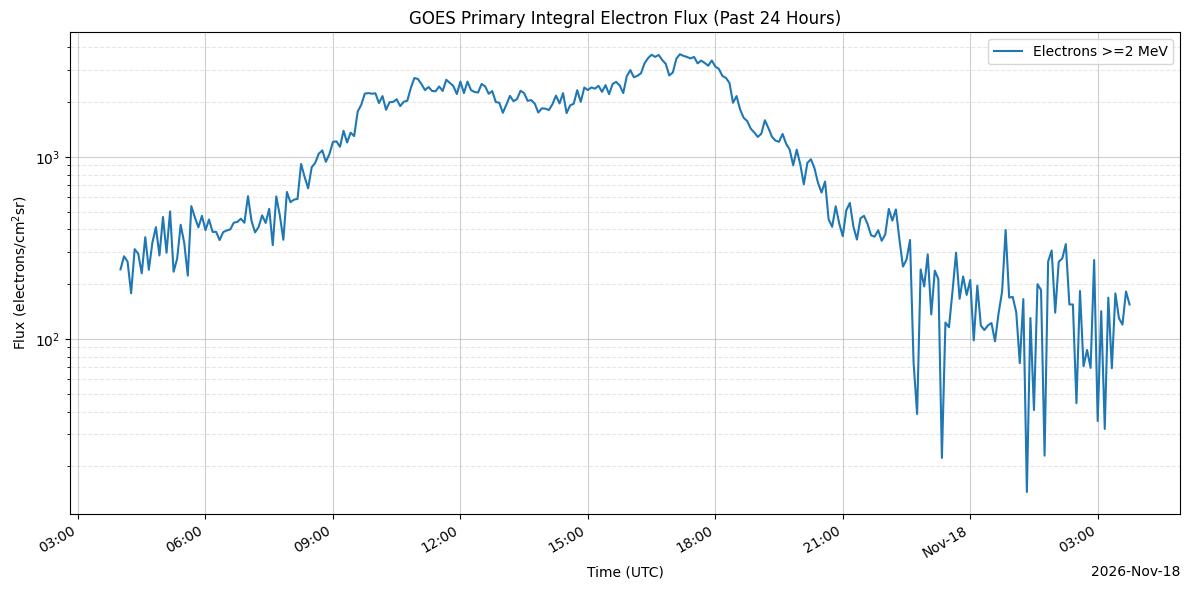 GOES Primary Integral Electron Flux (Past 24 Hours)
Electrons >=2 MeV
Flux (electrons/cm²sr)
10³
10²
03:00
06:00
09:00
12:00
15:00
18:00
21:00
Nov-18
03:00
Time (UTC)
2026-Nov-18